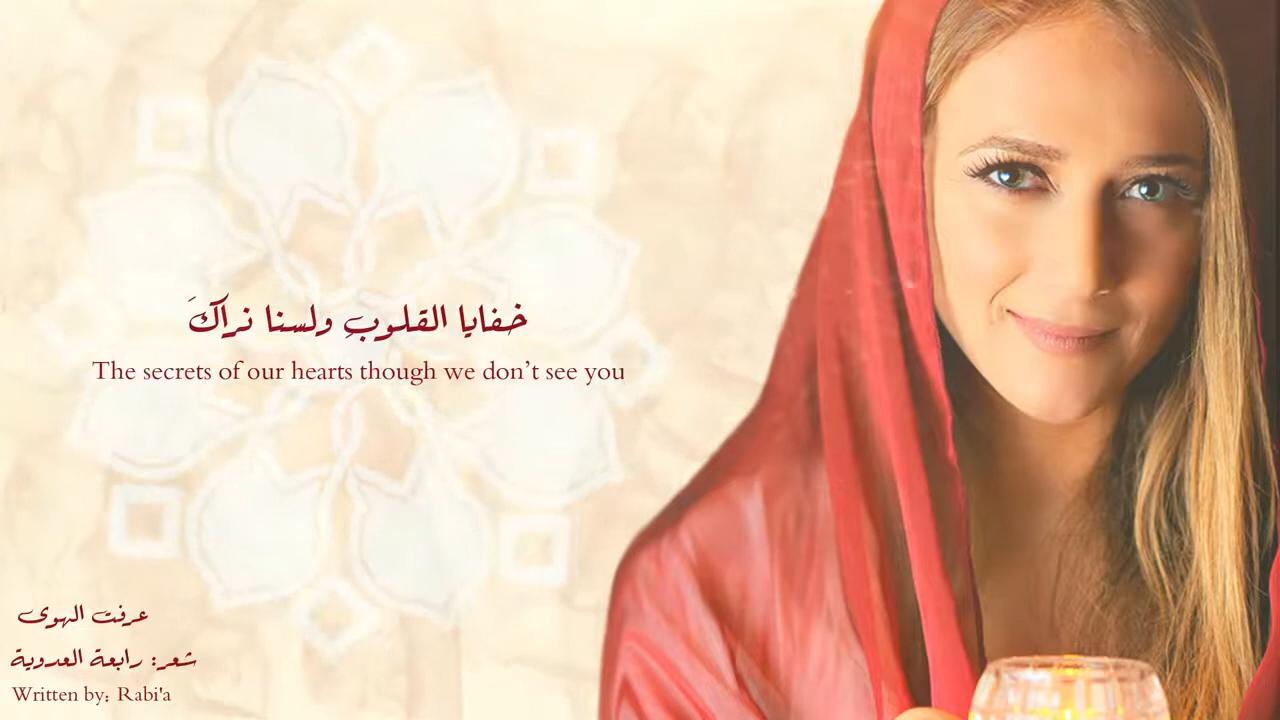 خفايا القلوبِ ولسنا نراكَ
The secrets of our hearts though we don’t see you
عرفت الهوى
شعر: رابعة العدوية
Written by: Rabi'a